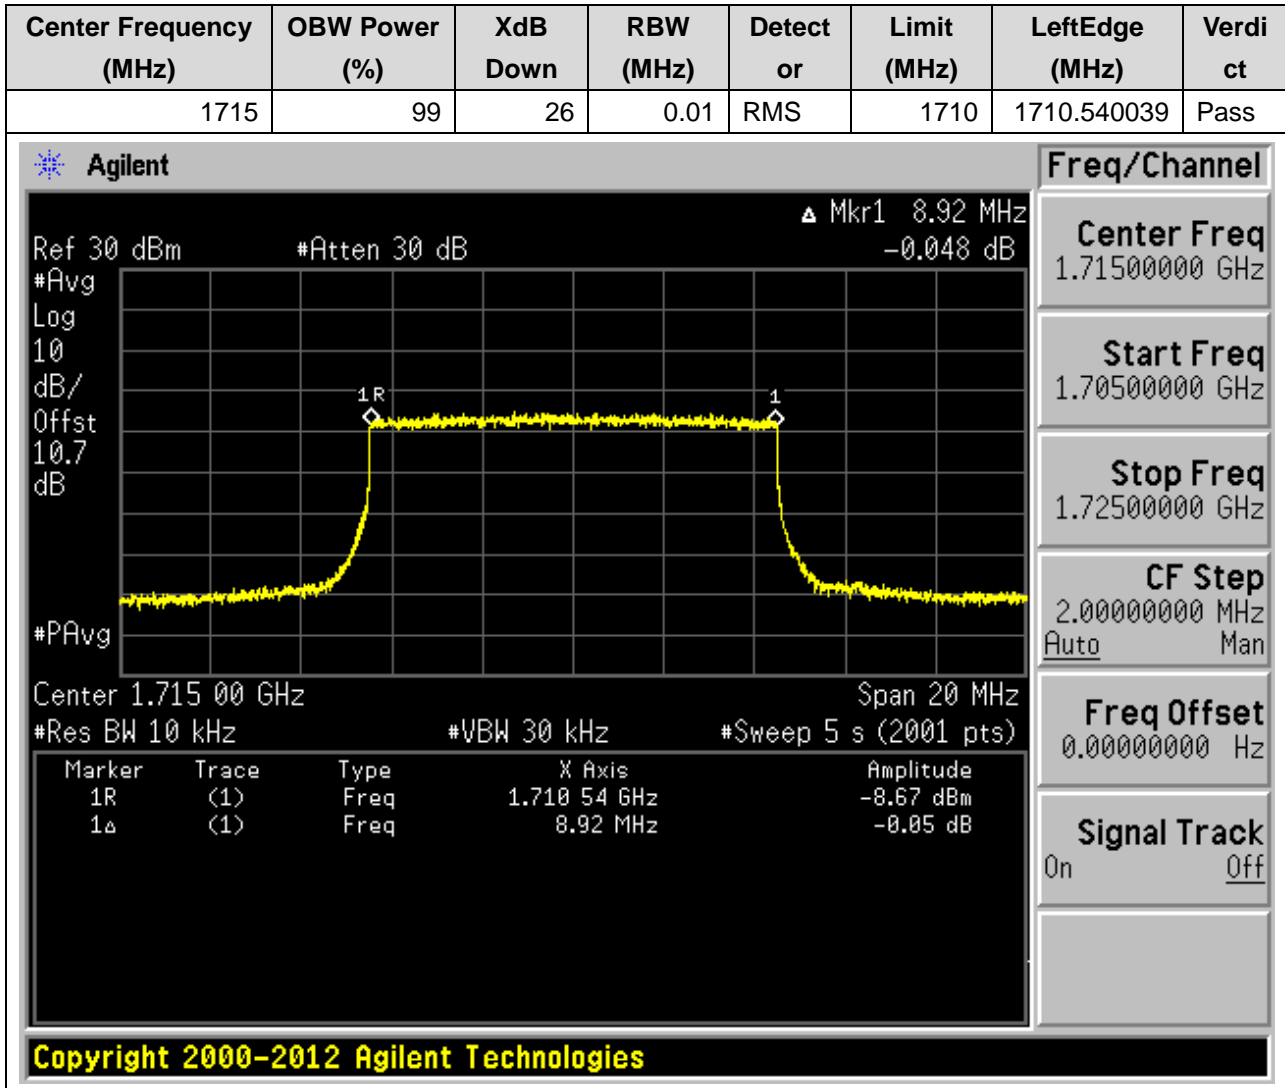 Center Frequency (MHz) OBW Power (%) XdB Down RBW (MHz) Detect or Limit (MHz) LeftEdge (MHz) Verdi ct
1715 99 26 0.01 RMS 1710 1710.540039 Pass
Agilent
Freq/Channel
Δ Mkr1 8.92 MHz
Ref 30 dBm #Atten 30 dB -0.048 dB
#Avg
Log
10
dB/
Offst
10.7
dB
#PAvg
1R
1
Center 1.715 00 GHz Span 20 MHz
#Res BW 10 kHz #VBW 30 kHz #Sweep 5 s (2001 pts)
Marker Trace Type X Axis Amplitude
1R (1) Freq 1.710 54 GHz -8.67 dBm
1Δ (1) Freq 8.92 MHz -0.05 dB
Center Freq
1.71500000 GHz
Start Freq
1.70500000 GHz
Stop Freq
1.72500000 GHz
CF Step
2.00000000 MHz
Auto Man
Freq Offset
0.00000000 Hz
Signal Track
On Off
Copyright 2000-2012 Agilent Technologies